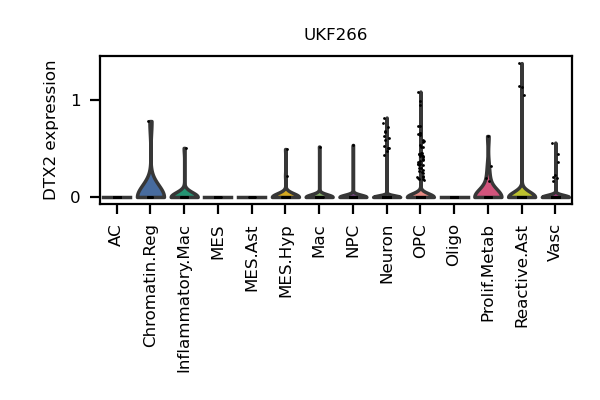 UKF266
DTX2 expression
1
0
AC
Chromatin.Reg
Inflammatory.Mac
MES
MES.Ast
MES.Hyp
Mac
NPC
Neuron
OPC
Oligo
Prolif.Metab
Reactive.Ast
Vasc